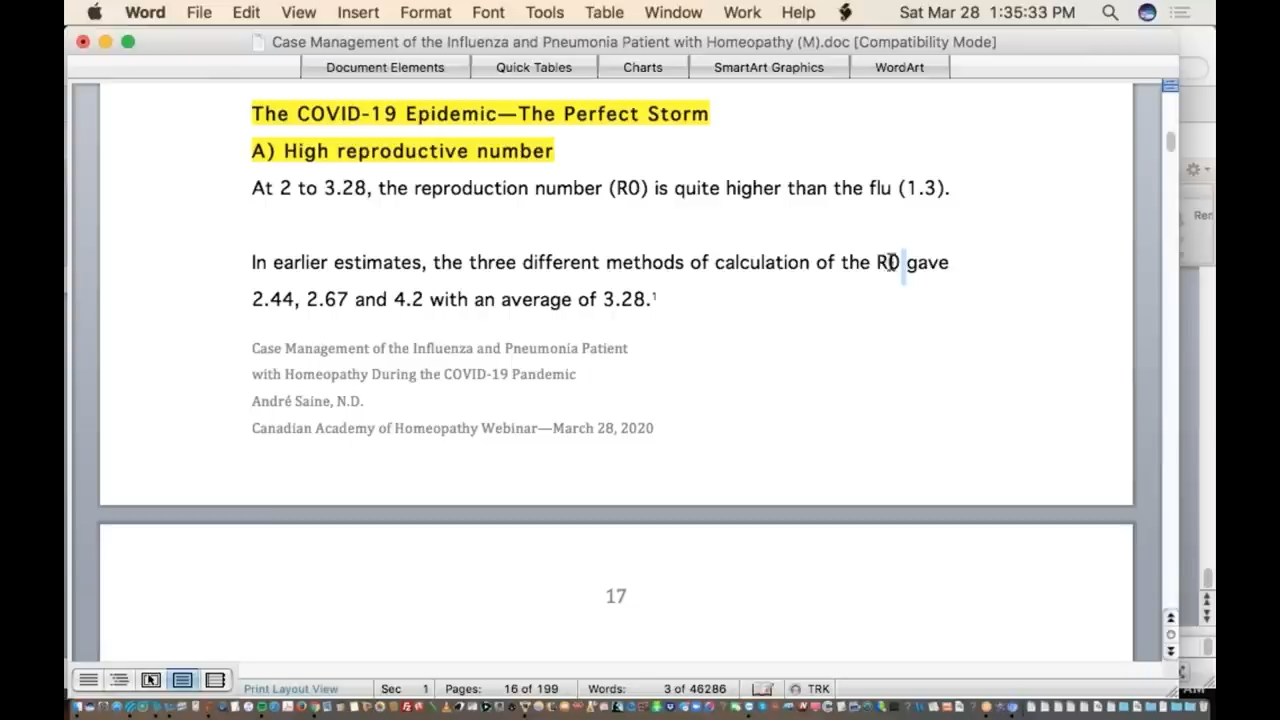 Word File Edit View Insert Format Font Tools Table Window Work Help Sat Mar 28 1:35:33 PM
Case Management of the Influenza and Pneumonia Patient with Homeopathy (M).doc [Compatibility Mode]
Document Elements Quick Tables Charts SmartArt Graphics WordArt
The COVID-19 Epidemic—The Perfect Storm
A) High reproductive number
At 2 to 3.28, the reproduction number (R0) is quite higher than the flu (1.3).
In earlier estimates, the three different methods of calculation of the R0 gave
2.44, 2.67 and 4.2 with an average of 3.28.¹
Case Management of the Influenza and Pneumonia Patient
with Homeopathy During the COVID-19 Pandemic
André Saine, N.D.
Canadian Academy of Homeopathy Webinar—March 28, 2020
17
Print Layout View Sec 1 Pages: 16 of 199 Words: 3 of 46286 TRK
AM